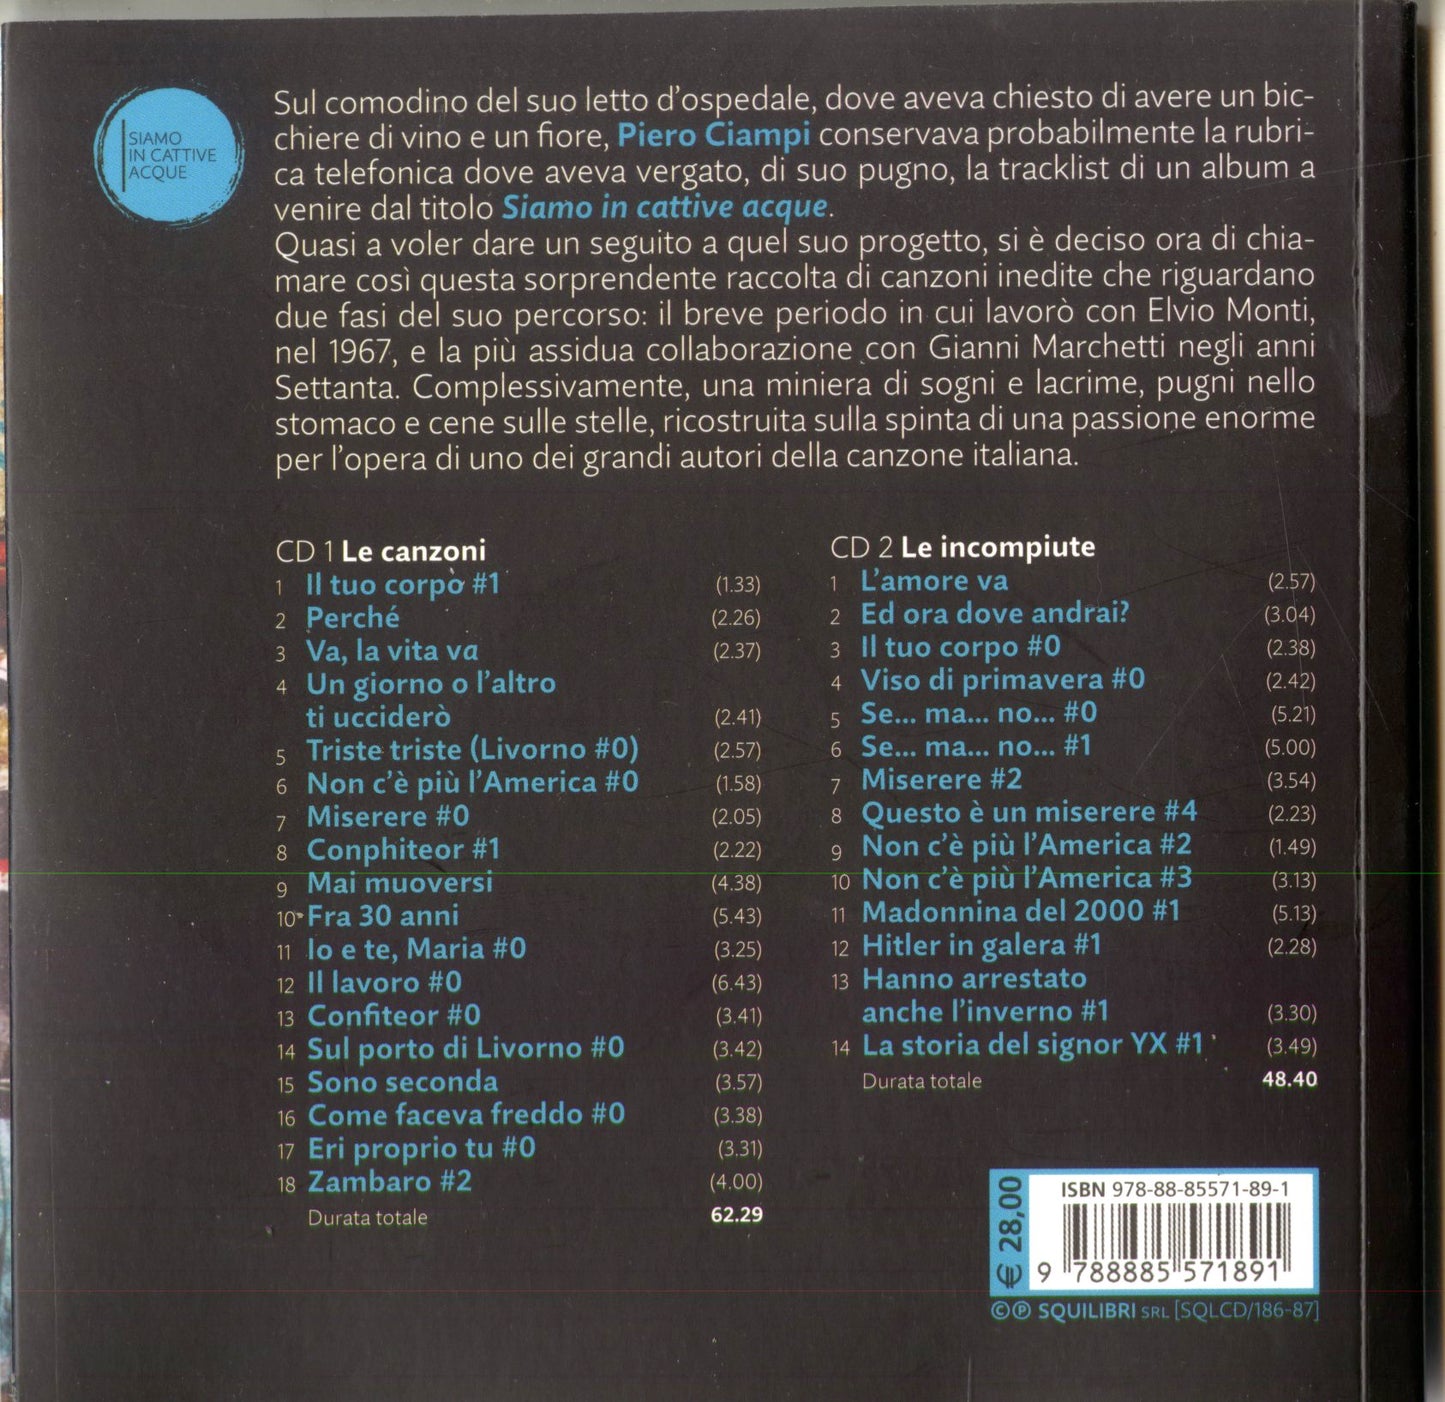 SIAMO
IN CATTIVE
ACQUE
Sul comodino del suo letto d'ospedale, dove aveva chiesto di avere un bic-
chiere di vino e un fiore, Piero Ciampi conservava probabilmente la rubri-
ca telefonica dove aveva vergato, di suo pugno, la tracklist di un album a
venire dal titolo Siamo in cattive acque.
Quasi a voler dare un seguito a quel suo progetto, si è deciso ora di chia-
mare così questa sorprendente raccolta di canzoni inedite che riguardano
due fasi del suo percorso: il breve periodo in cui lavorò con Elvio Monti,
nel 1967, e la più assidua collaborazione con Gianni Marchetti negli anni
Settanta. Complessivamente, una miniera di sogni e lacrime, pugni nello
stomaco e cene sulle stelle, ricostruita sulla spinta di una passione enorme
per l'opera di uno dei grandi autori della canzone italiana.
CD 1 Le canzoni
1 Il tuo corpo #1 (1.33)
2 Perché (2.26)
3 Va, la vita va (2.37)
4 Un giorno o l'altro
ti ucciderò (2.41)
5 Triste triste (Livorno #0) (2.57)
6 Non c'è più l'America #0 (1.58)
7 Miserere #0 (2.05)
8 Conphiteor #1 (2.22)
9 Mai muoversi (4.38)
10 Fra 30 anni (5.43)
11 Io e te, Maria #0 (3.25)
12 Il lavoro #0 (6.43)
13 Confiteor #0 (3.41)
14 Sul porto di Livorno #0 (3.42)
15 Sono seconda (3.57)
16 Come faceva freddo #0 (3.38)
17 Eri proprio tu #0 (3.31)
18 Zambaro #2 (4.00)
Durata totale 62.29
CD 2 Le incompiute
1 L'amore va (2.57)
2 Ed ora dove andrai? (3.04)
3 Il tuo corpo #0 (2.38)
4 Viso di primavera #0 (2.42)
5 Se... ma... no... #0 (5.21)
6 Se... ma... no... #1 (5.00)
7 Miserere #2 (3.54)
8 Questo è un miserere #4 (2.23)
9 Non c'è più l'America #2 (1.49)
10 Non c'è più l'America #3 (3.13)
11 Madonnina del 2000 #1 (5.13)
12 Hitler in galera #1 (2.28)
13 Hanno arrestato
anche l'inverno #1 (3.30)
14 La storia del signor YX #1 (3.49)
Durata totale 48.40
€ 28,00
ISBN 978-88-85571-89-1
9 788885 571891
©℗ SQUILIBRI SRL [SQLCD/186-87]